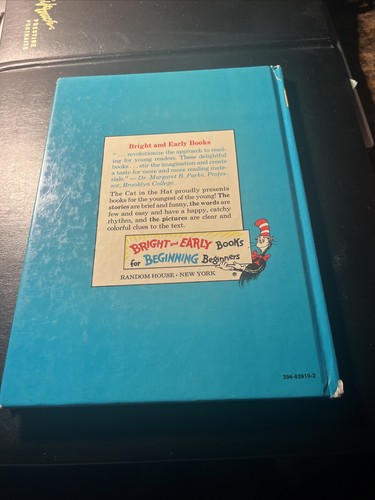 PRESTIGE
PORTRAITS
Bright and Early Books
". . . revolutionize the approach to read-
ing for young readers. These delightful
books . . . stir the imagination and create
a taste for more and more reading mate-
rials." — Dr. Margaret B. Parke, Profes-
sor, Brooklyn College.
The Cat in the Hat proudly presents
books for the youngest of the young! The
stories are brief and funny, the words are
few and easy and have a happy, catchy
rhythm, and the pictures are clear and
colorful clues to the text.
BRIGHT and EARLY BOOKS
for BEGINNING Beginners
RANDOM HOUSE · NEW YORK
394-83919-2